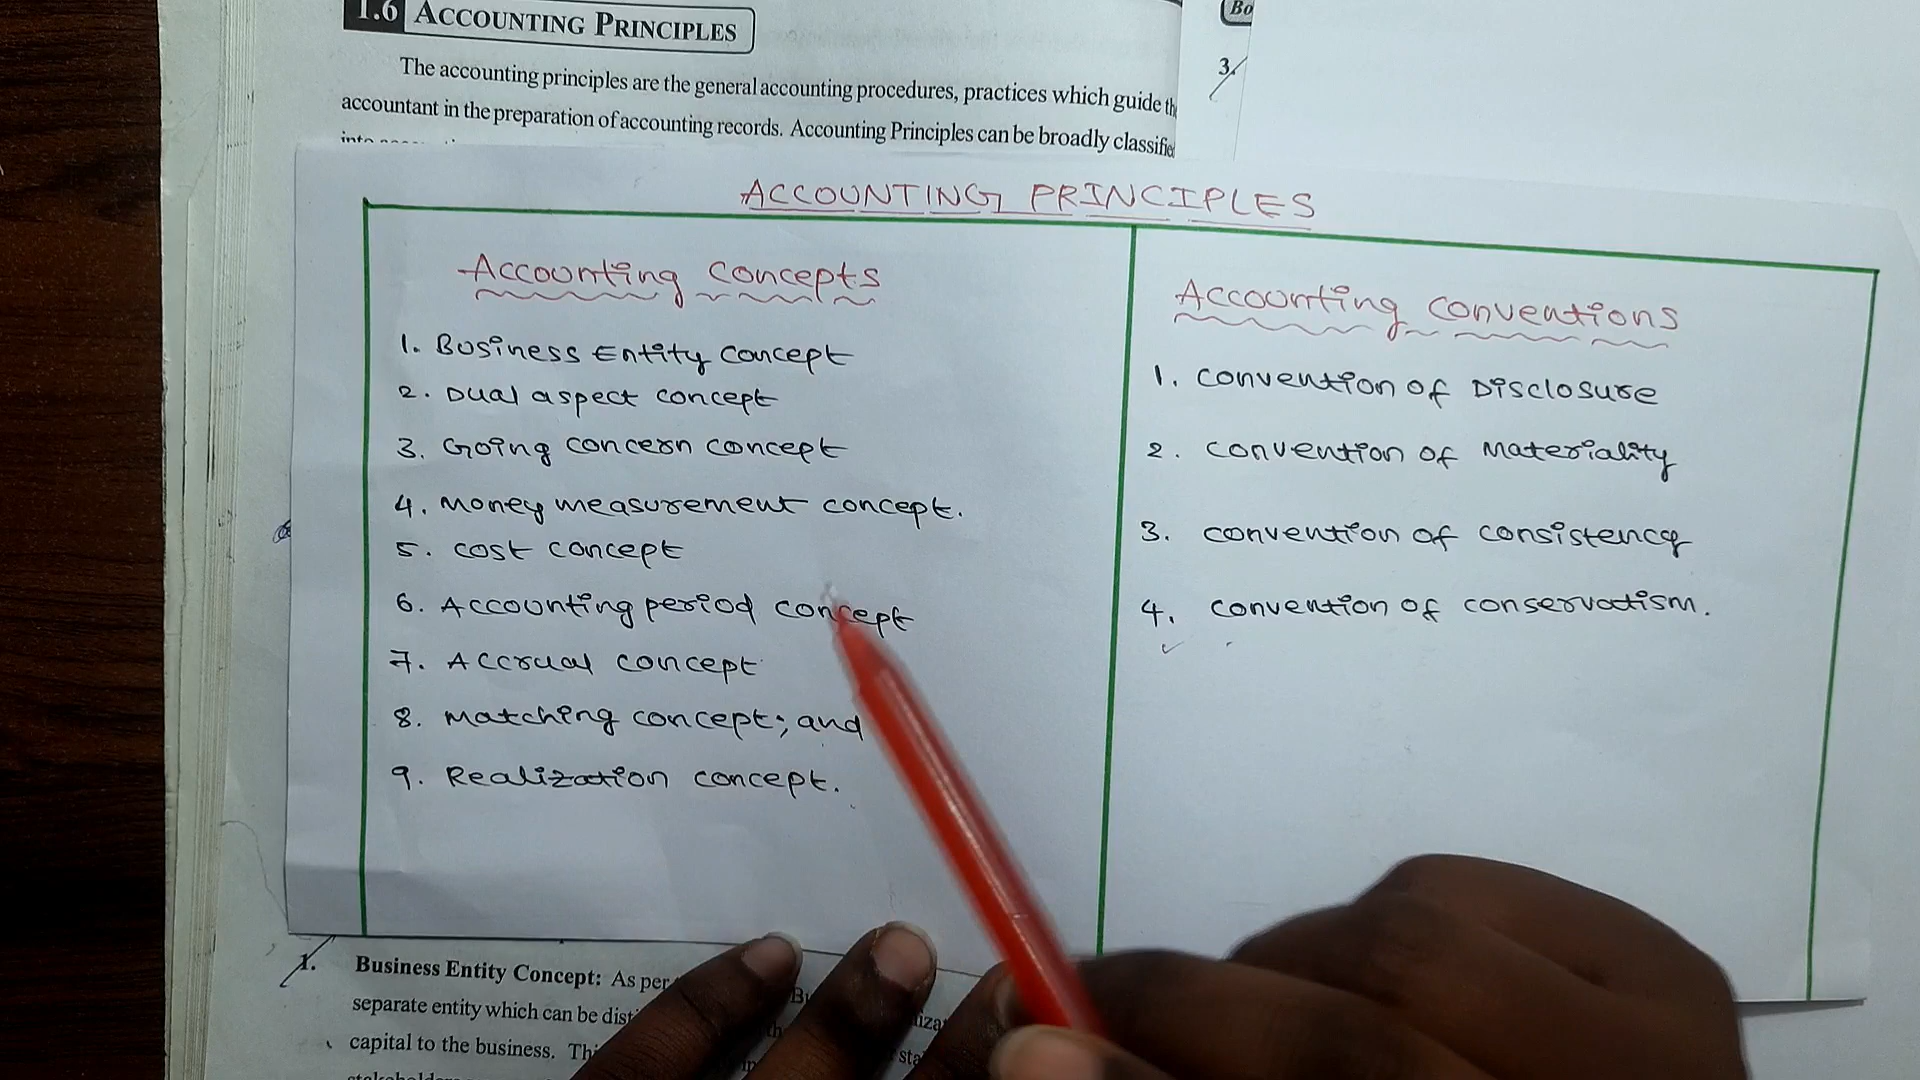 1.6 ACCOUNTING PRINCIPLES
The accounting principles are the general accounting procedures, practices which guide
accountant in the preparation of accounting records. Accounting Principles can be broadly
into
Bo
3.
ACCOUNTING PRINCIPLES
Accounting concepts
1. Business Entity concept
2. Dual aspect concept
3. Going concern concept
4. Money measurement concept.
5. cost concept
6. Accounting period concept
7. Accrual concept
8. Matching concept; and
9. Realization concept.
Accounting conventions
1. convention of Disclosure
2. convention of Materiality
3. convention of consistency
4. convention of conservatism.
1. Business Entity Concept: As per
separate entity which can be
capital to the business.